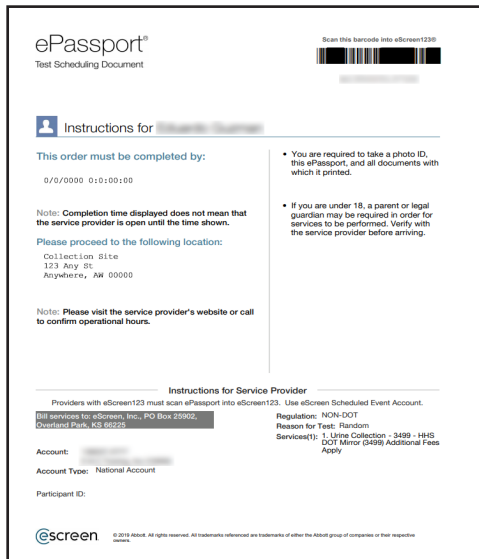 ePassport®
Test Scheduling Document
Scan this barcode into eScreen123®
Instructions for
This order must be completed by:
0/0/0000 0:0:00:00
Note: Completion time displayed does not mean that
the service provider is open until the time shown.
Please proceed to the following location:
Collection Site
123 Any St
Anywhere, AW 00000
Note: Please visit the service provider's website or call
to confirm operational hours.
• You are required to take a photo ID,
this ePassport, and all documents with
which it printed.
• If you are under 18, a parent or legal
guardian may be required in order for
services to be performed. Verify with
the service provider before arriving.
Instructions for Service Provider
Providers with eScreen123 must scan ePassport into eScreen123. Use eScreen Scheduled Event Account.
Bill services to: eScreen, Inc., PO Box 25902,
Overland Park, KS 66225
Account:
Account Type: National Account
Participant ID:
Regulation: NON-DOT
Reason for Test: Random
Services(1): 1. Urine Collection - 3499 - HHS
DOT Mirror (3499) Additional Fees
Apply
escreen
© 2019 Abbott. All rights reserved. All trademarks referenced are trademarks of either the Abbott group of companies or their respective
owners.